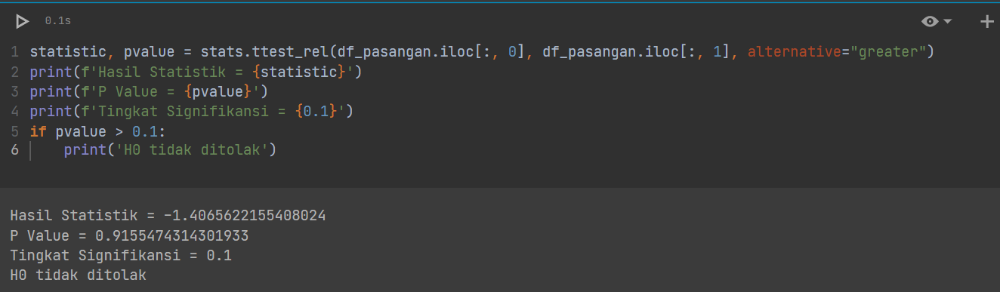 0.1s
1 statistic, pvalue = stats.ttest_rel(df_pasangan.iloc[:, 0], df_pasangan.iloc[:, 1], alternative="greater")
2 print(f'Hasil Statistik = {statistic}')
3 print(f'P Value = {pvalue}')
4 print(f'Tingkat Signifikansi = {0.1}')
5 if pvalue > 0.1:
6     print('H0 tidak ditolak')
Hasil Statistik = -1.4065622155408024
P Value = 0.9155474314301933
Tingkat Signifikansi = 0.1
H0 tidak ditolak